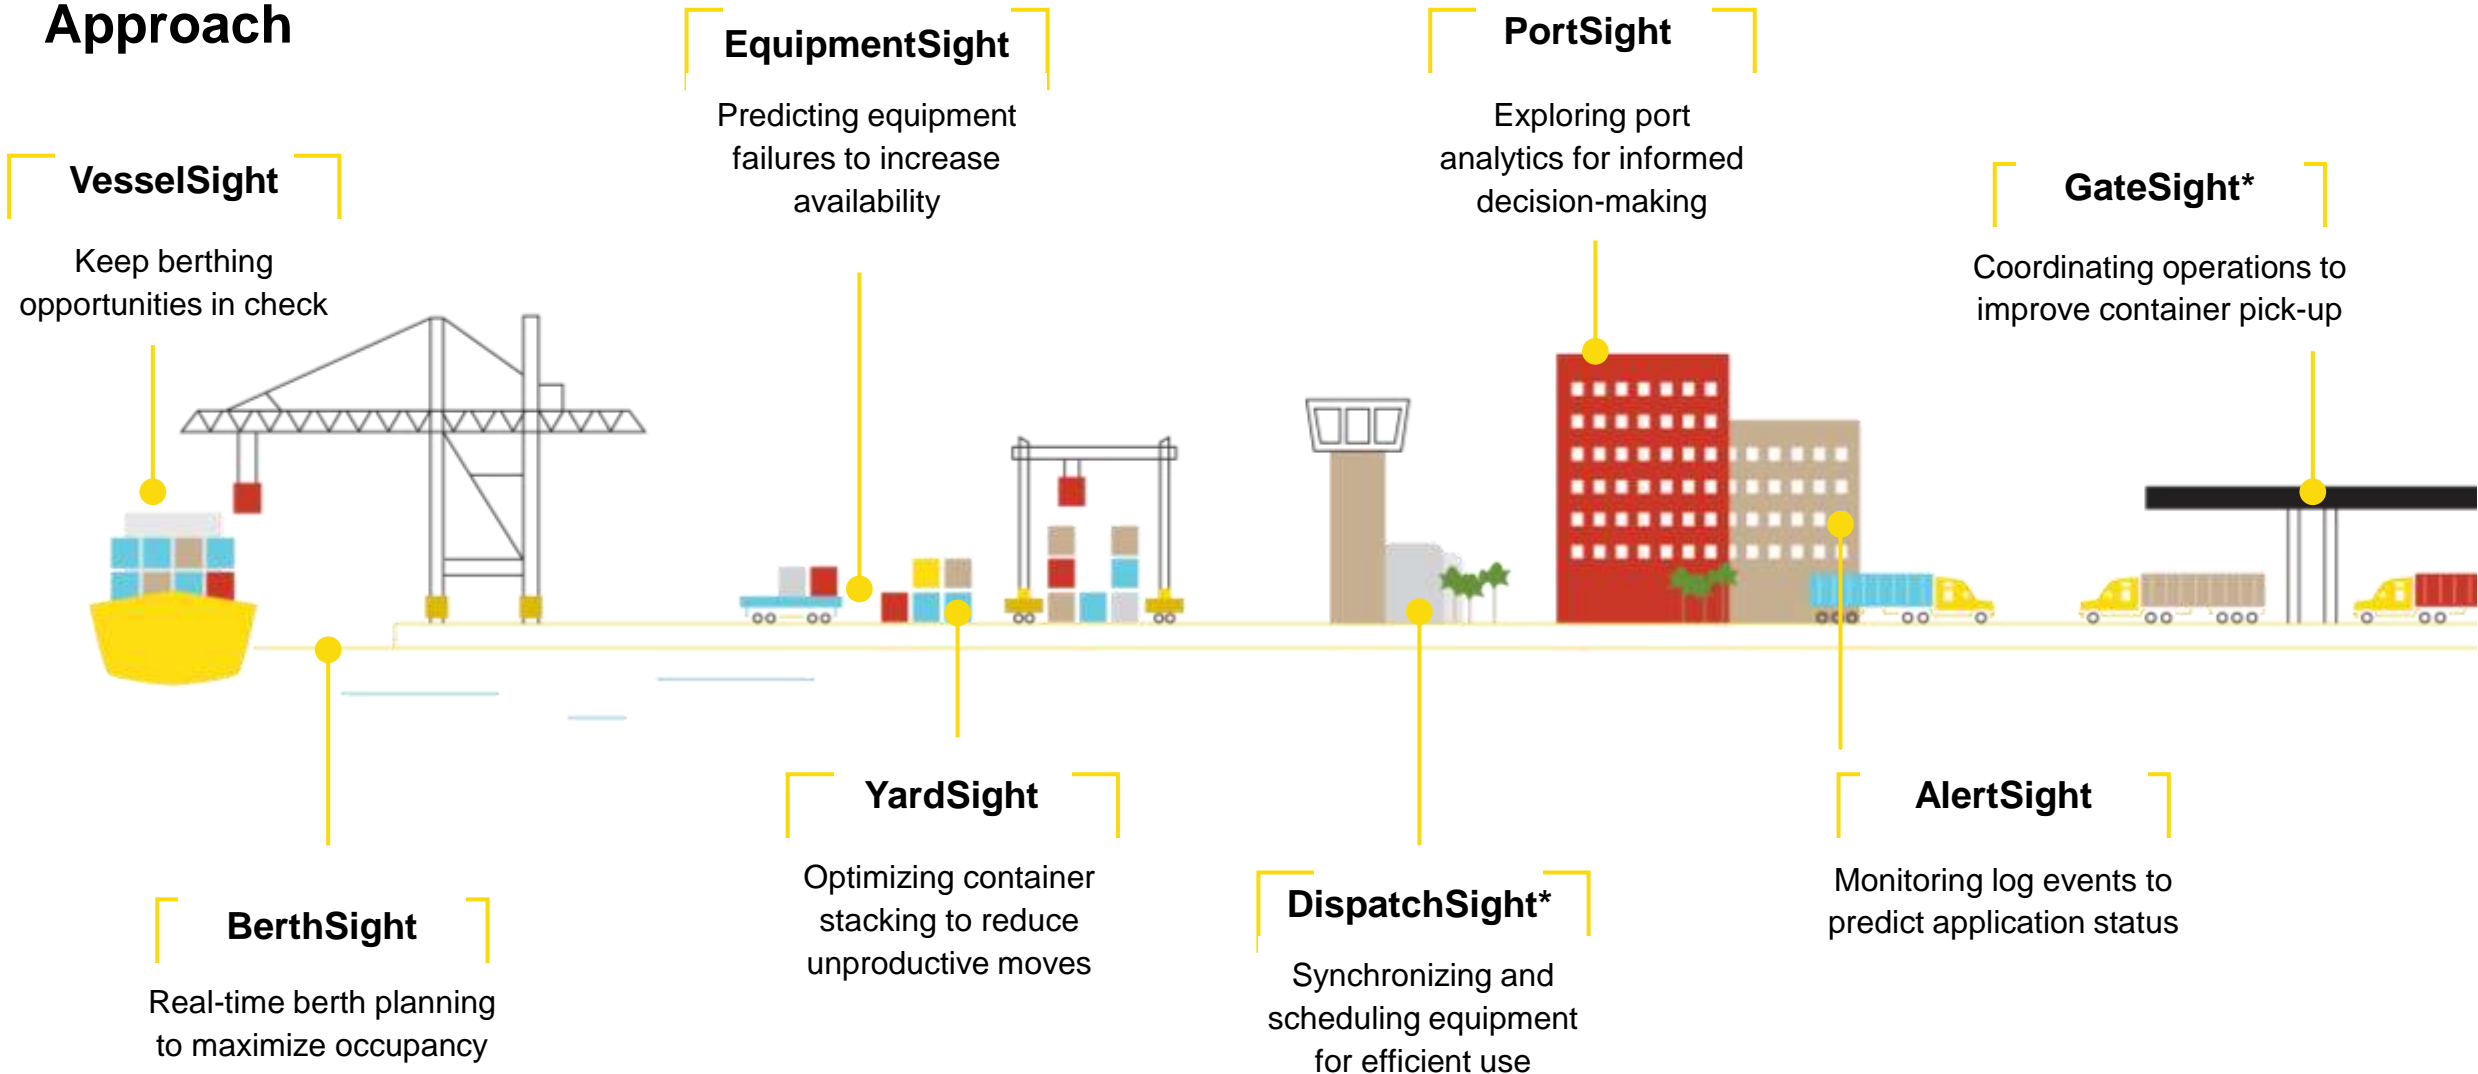 Approach
EquipmentSight
Predicting equipment
failures to increase
availability
PortSight
Exploring port
analytics for informed
decision-making
VesselSight
Keep berthing
opportunities in check
GateSight*
Coordinating operations to
improve container pick-up
YardSight
Optimizing container
stacking to reduce
unproductive moves
AlertSight
Monitoring log events to
predict application status
BerthSight
Real-time berth planning
to maximize occupancy
DispatchSight*
Synchronizing and
scheduling equipment
for efficient use